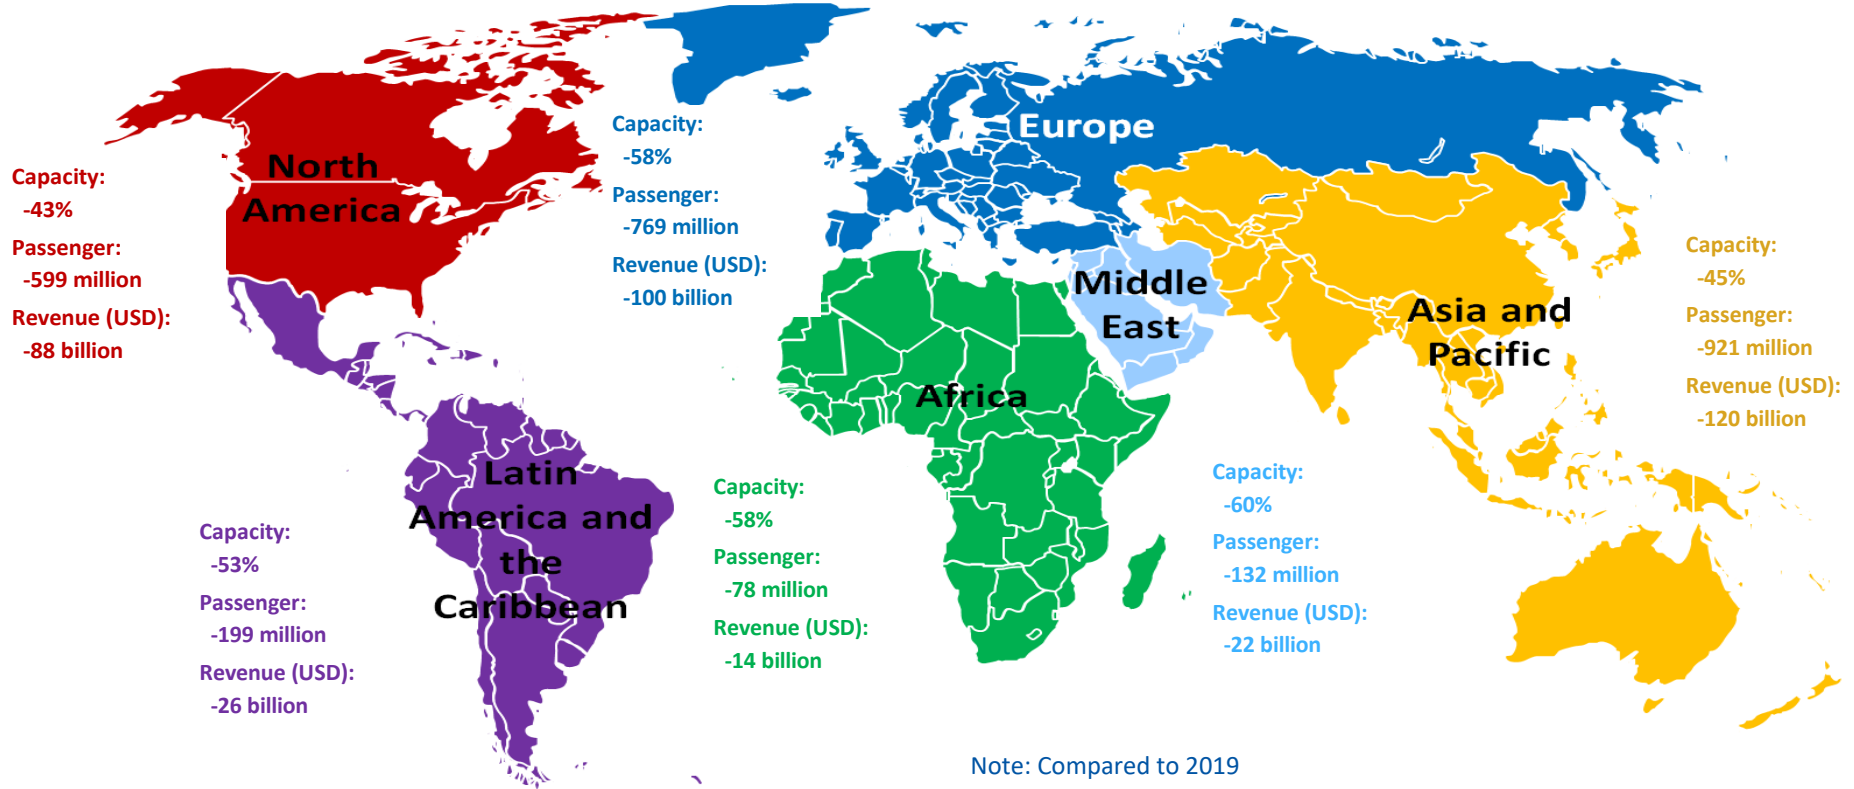 North
America
Capacity:
-43%
Passenger:
-599 million
Revenue (USD):
-88 billion
Capacity:
-58%
Passenger:
-769 million
Revenue (USD):
-100 billion
Europe
Middle
East
Asia and
Pacific
Capacity:
-45%
Passenger:
-921 million
Revenue (USD):
-120 billion
Africa
Latin
America and
the
Caribbean
Capacity:
-53%
Passenger:
-199 million
Revenue (USD):
-26 billion
Capacity:
-58%
Passenger:
-78 million
Revenue (USD):
-14 billion
Capacity:
-60%
Passenger:
-132 million
Revenue (USD):
-22 billion
Note: Compared to 2019